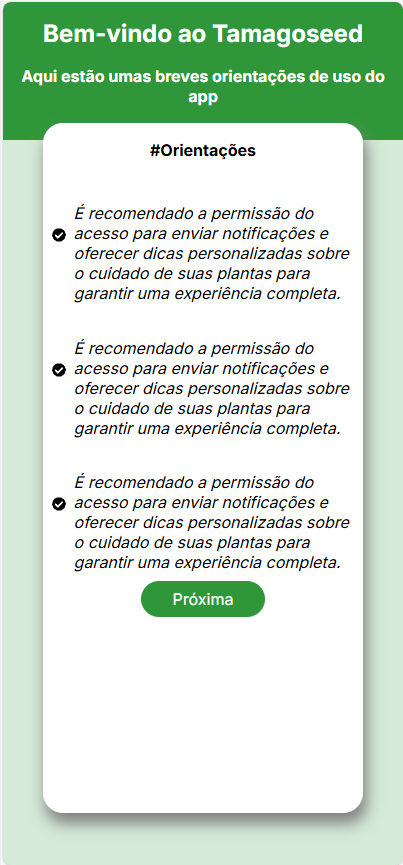 Bem-vindo ao Tamagoseed
Aqui estão umas breves orientações de uso do
app
#Orientações
É recomendado a permissão do
acesso para enviar notificações e
oferecer dicas personalizadas sobre
o cuidado de suas plantas para
garantir uma experiência completa.
É recomendado a permissão do
acesso para enviar notificações e
oferecer dicas personalizadas sobre
o cuidado de suas plantas para
garantir uma experiência completa.
É recomendado a permissão do
acesso para enviar notificações e
oferecer dicas personalizadas sobre
o cuidado de suas plantas para
garantir uma experiência completa.
Próxima